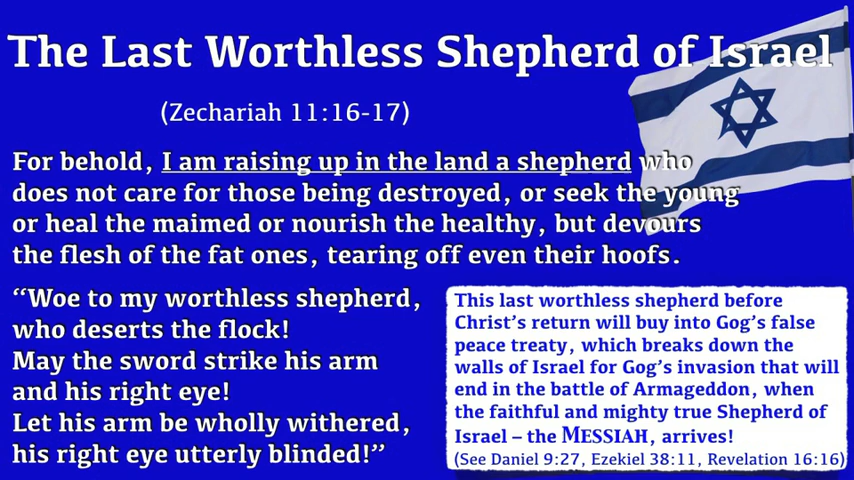 The Last Worthless Shepherd of Israel
(Zechariah 11:16-17)
For behold, I am raising up in the land a shepherd who
does not care for those being destroyed, or seek the young
or heal the maimed or nourish the healthy, but devours
the flesh of the fat ones, tearing off even their hoofs.
“Woe to my worthless shepherd,
who deserts the flock!
May the sword strike his arm
and his right eye!
Let his arm be wholly withered,
his right eye utterly blinded!”
This last worthless shepherd before
Christ’s return will buy into Gog’s false
peace treaty, which breaks down the
walls of Israel for Gog’s invasion that will
end in the battle of Armageddon, when
the faithful and mighty true Shepherd of
Israel – the MESSIAH, arrives!
(See Daniel 9:27, Ezekiel 38:11, Revelation 16:16)